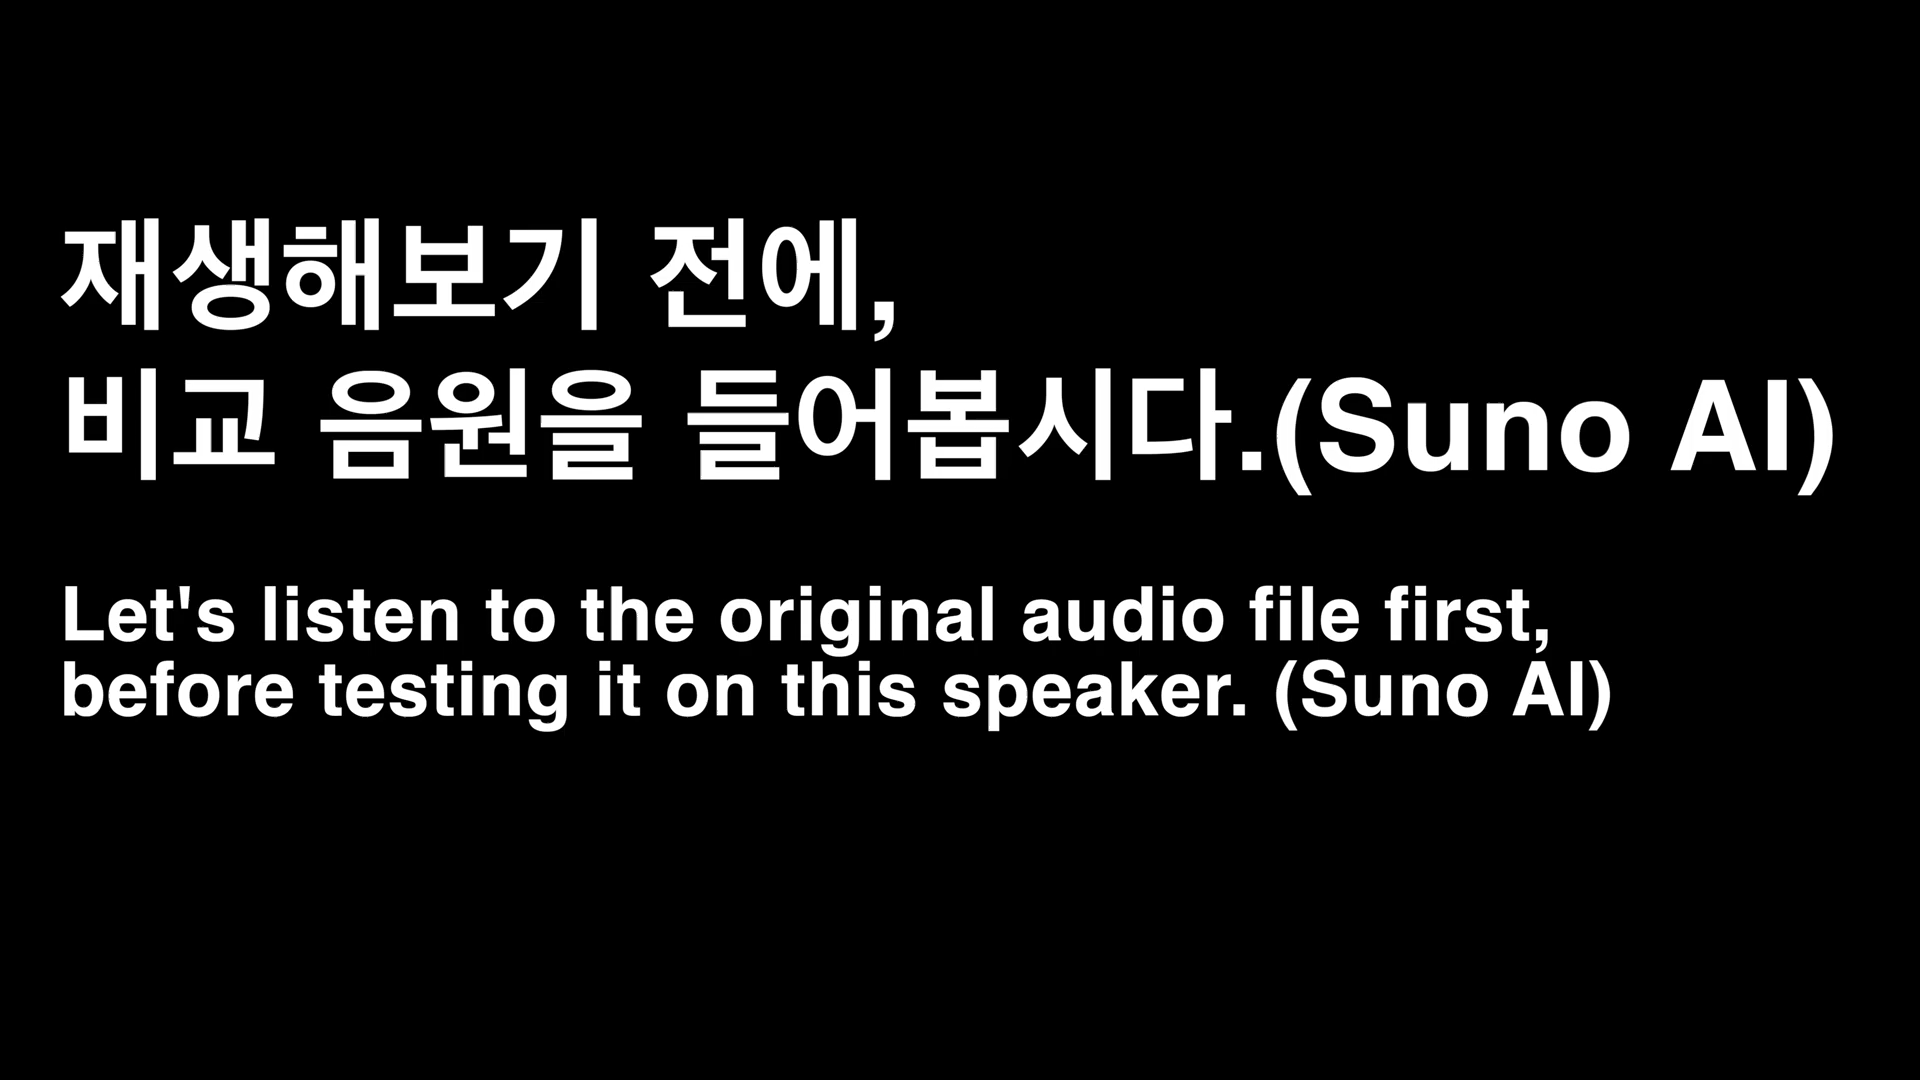 재생해보기 전에,
비교 음원을 들어봅시다.(Suno AI)
Let's listen to the original audio file first,
before testing it on this speaker. (Suno AI)